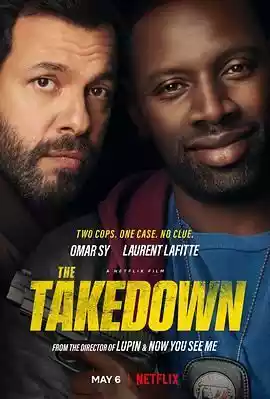 TWO COPS. ONE CASE. NO CLUE.
OMAR SY LAURENT LAFITTE
A NETFLIX FILM
THE
TAKEDOWN
FROM THE DIRECTOR OF LUPIN & NOW YOU SEE ME
MAY 6 | NETFLIX